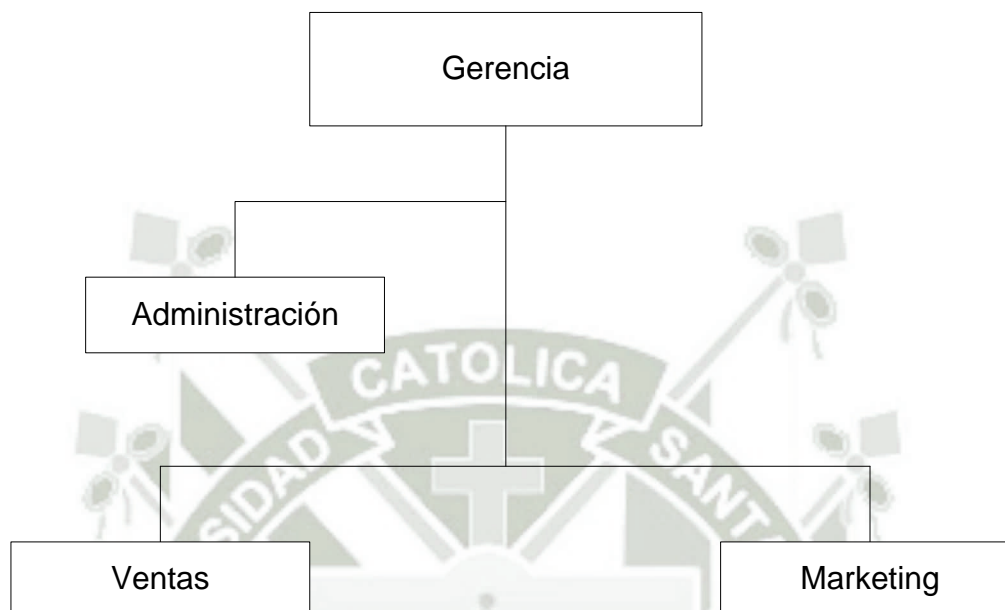 Gerencia
Administración
CATOLICA
SIDAD
SANT
Ventas
Marketing